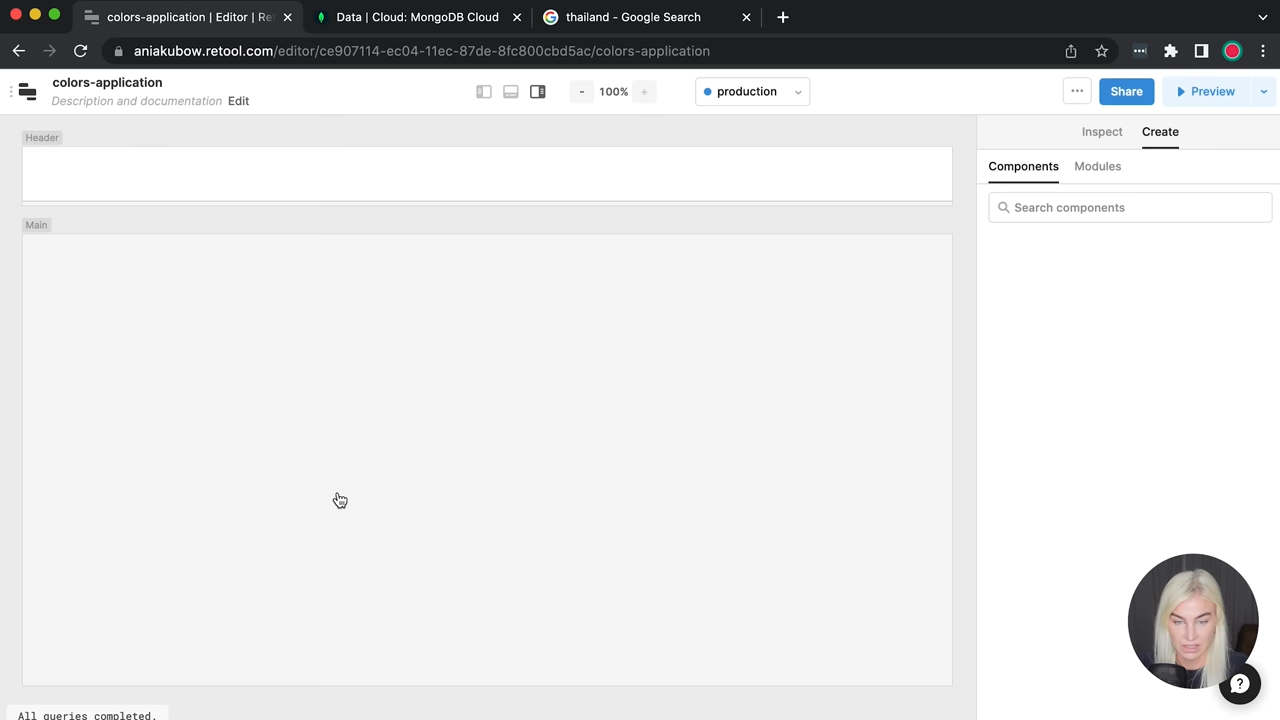 colors-application | Editor | Re
Data | Cloud: MongoDB Cloud
thailand - Google Search
aniakubow.retool.com/editor/ce907114-ec04-11ec-87de-8fc800cbd5ac/colors-application
colors-application
Description and documentation Edit
- 100% +
production
Share
Preview
Header
Inspect
Create
Components
Modules
Search components
Main
All queries completed.